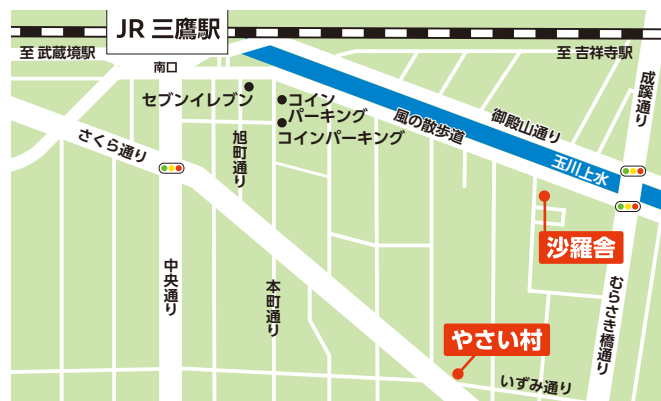 JR 三鷹駅
至 武蔵境駅
至 吉祥寺駅
南口
セブンイレブン
コイン
パーキング
コインパーキング
風の散歩道
御殿山通り
成蹊通り
玉川上水
さくら通り
旭町通り
沙羅舎
中央通り
本町通り
むらさき橋通り
やさい村
いずみ通り